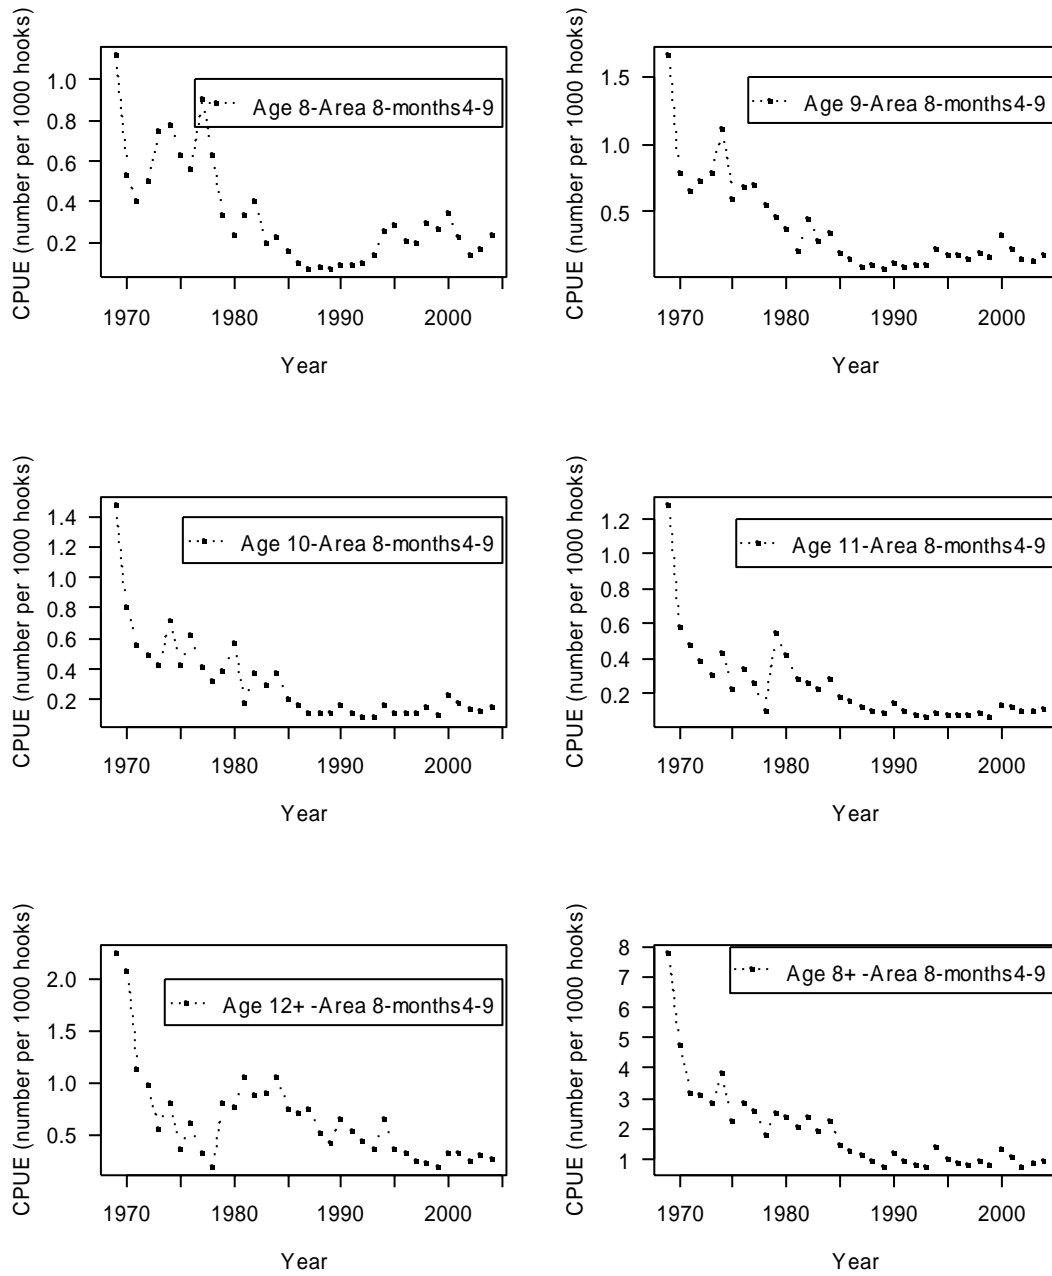 CPUE (number per 1000 hooks)
1.0
0.8
0.6
0.4
0.2
Age 8-Area 8-months4-9
1970 1980 1990 2000
Year
CPUE (number per 1000 hooks)
1.5
1.0
0.5
Age 9-Area 8-months4-9
1970 1980 1990 2000
Year
CPUE (number per 1000 hooks)
1.4
1.2
1.0
0.8
0.6
0.4
0.2
Age 10-Area 8-months4-9
1970 1980 1990 2000
Year
CPUE (number per 1000 hooks)
1.2
1.0
0.8
0.6
0.4
0.2
Age 11-Area 8-months4-9
1970 1980 1990 2000
Year
CPUE (number per 1000 hooks)
2.0
1.5
1.0
0.5
Age 12+ -Area 8-months4-9
1970 1980 1990 2000
Year
CPUE (number per 1000 hooks)
8
7
6
5
4
3
2
1
Age 8+ -Area 8-months4-9
1970 1980 1990 2000
Year